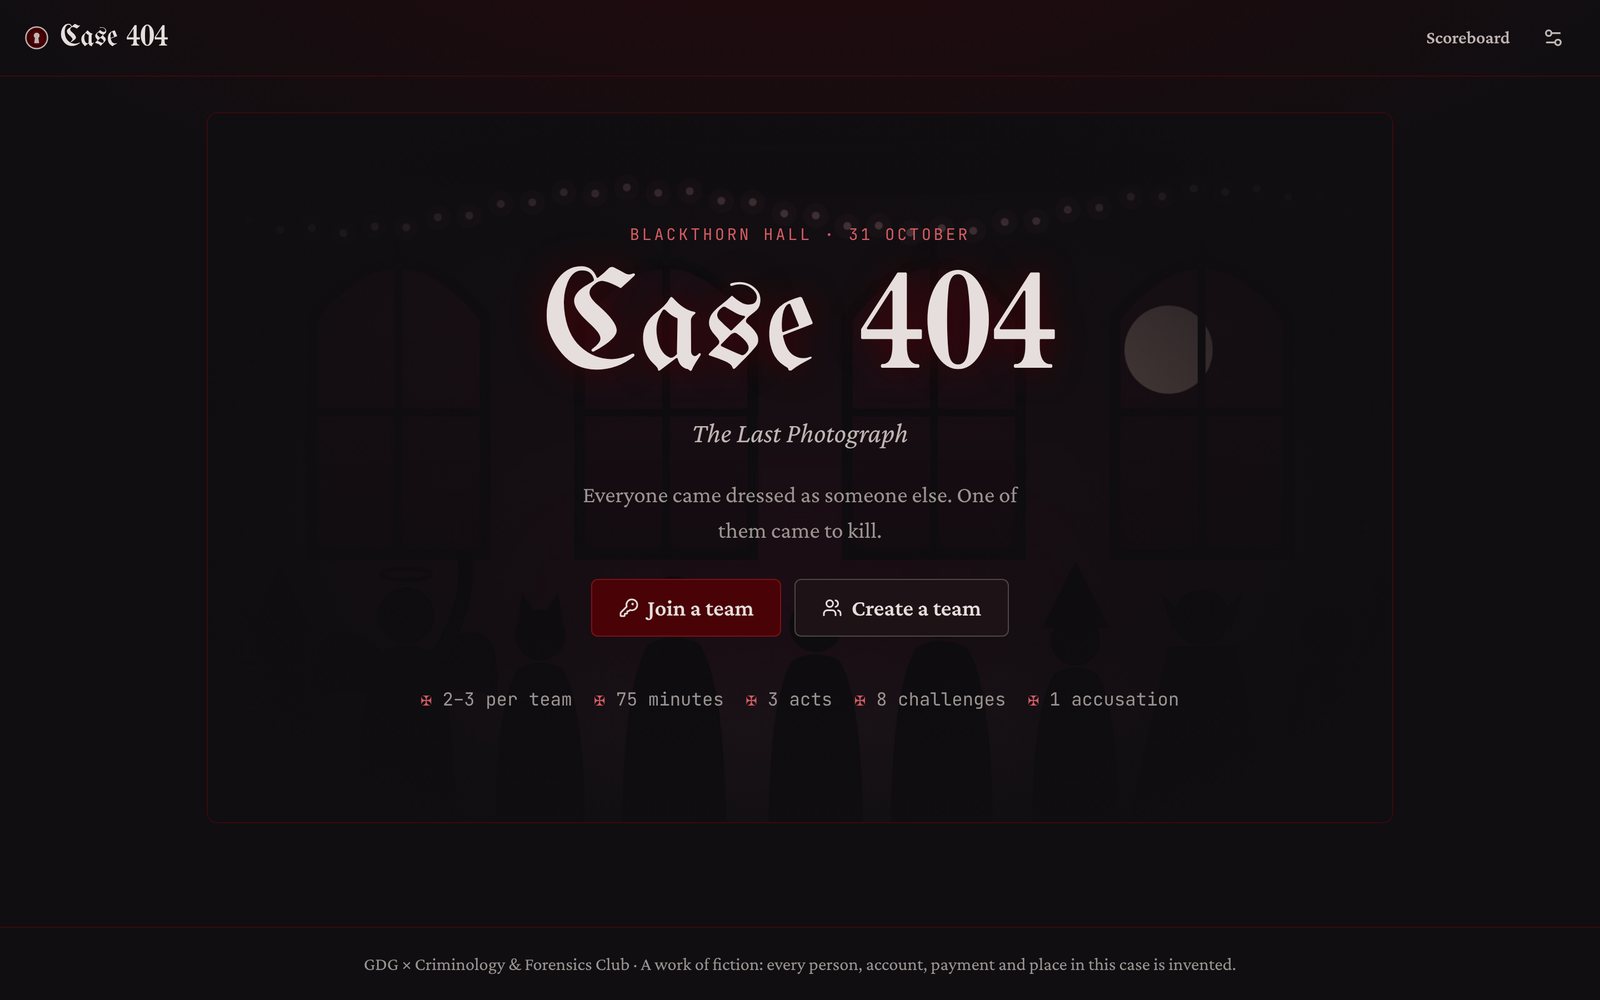 Case 404
Scoreboard
BLACKTHORN HALL · 31 OCTOBER
Case 404
The Last Photograph
Everyone came dressed as someone else. One of
them came to kill.
Join a team
Create a team
✠ 2–3 per team ✠ 75 minutes ✠ 3 acts ✠ 8 challenges ✠ 1 accusation
GDG × Criminology & Forensics Club · A work of fiction: every person, account, payment and place in this case is invented.